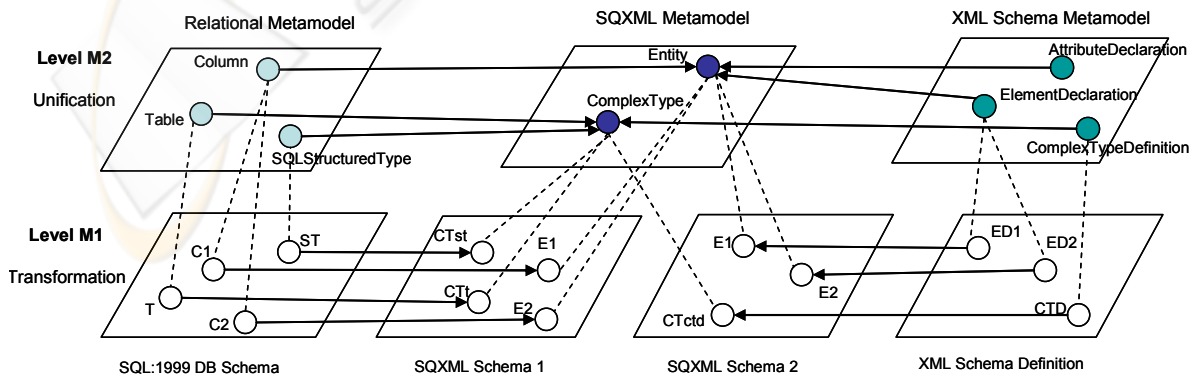 Relational Metamodel
SQXML Metamodel
XML Schema Metamodel
Level M2
Unification
Column
Table
SQLStructuredType
Entity
ComplexType
AttributeDeclaration
ElementDeclaration
ComplexTypeDefinition
Level M1
Transformation
C1
ST
T
C2
CTst
E1
CTt
E2
E1
E2
CTctd
ED1
ED2
CTD
SQL:1999 DB Schema
SQXML Schema 1
SQXML Schema 2
XML Schema Definition